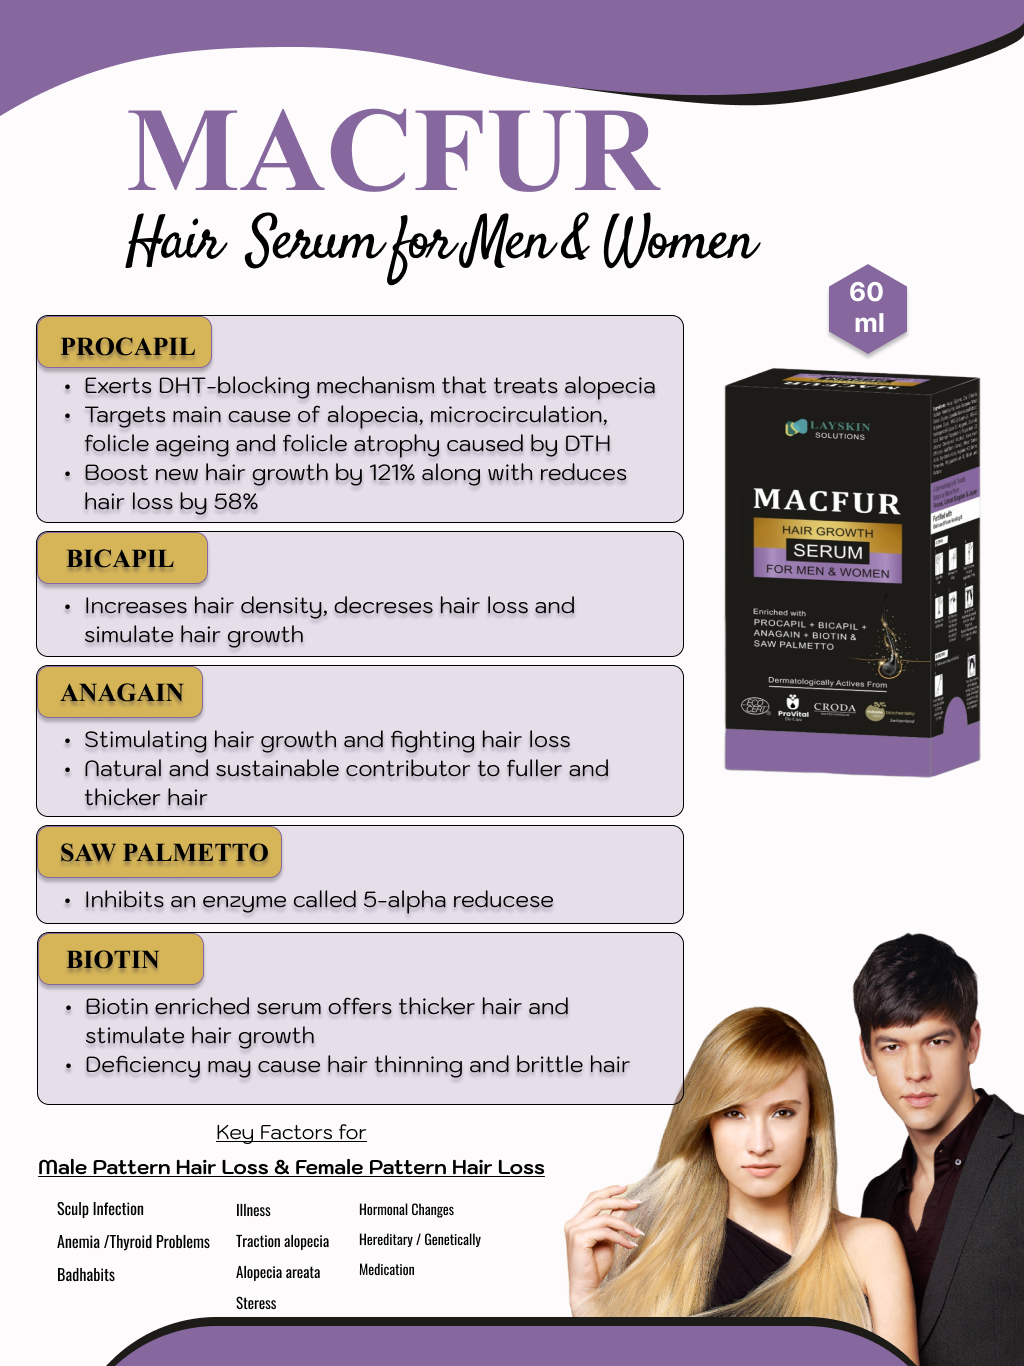 MACFUR
Hair Serum for Men & Women
60
ml
PROCAPIL
• Exerts DHT-blocking mechanism that treats alopecia
• Targets main cause of alopecia, microcirculation,
folicle ageing and folicle atrophy caused by DTH
• Boost new hair growth by 121% along with reduces
hair loss by 58%
BICAPIL
• Increases hair density, decreses hair loss and
simulate hair growth
ANAGAIN
• Stimulating hair growth and fighting hair loss
• Natural and sustainable contributor to fuller and
thicker hair
SAW PALMETTO
• Inhibits an enzyme called 5-alpha reducese
BIOTIN
• Biotin enriched serum offers thicker hair and
stimulate hair growth
• Deficiency may cause hair thinning and brittle hair
LAYSKIN
SOLUTIONS
MACFUR
HAIR GROWTH
SERUM
FOR MEN & WOMEN
Enriched with
PROCAPIL + BICAPIL +
ANAGAIN + BIOTIN &
SAW PALMETTO
Dermatologically Actives From
ECO
CERT
ProVital
CRODA
biochemistry
Switzerland
Key Factors for
Male Pattern Hair Loss & Female Pattern Hair Loss
Sculp Infection
Anemia /Thyroid Problems
Badhabits
Illness
Traction alopecia
Alopecia areata
Steress
Hormonal Changes
Hereditary / Genetically
Medication